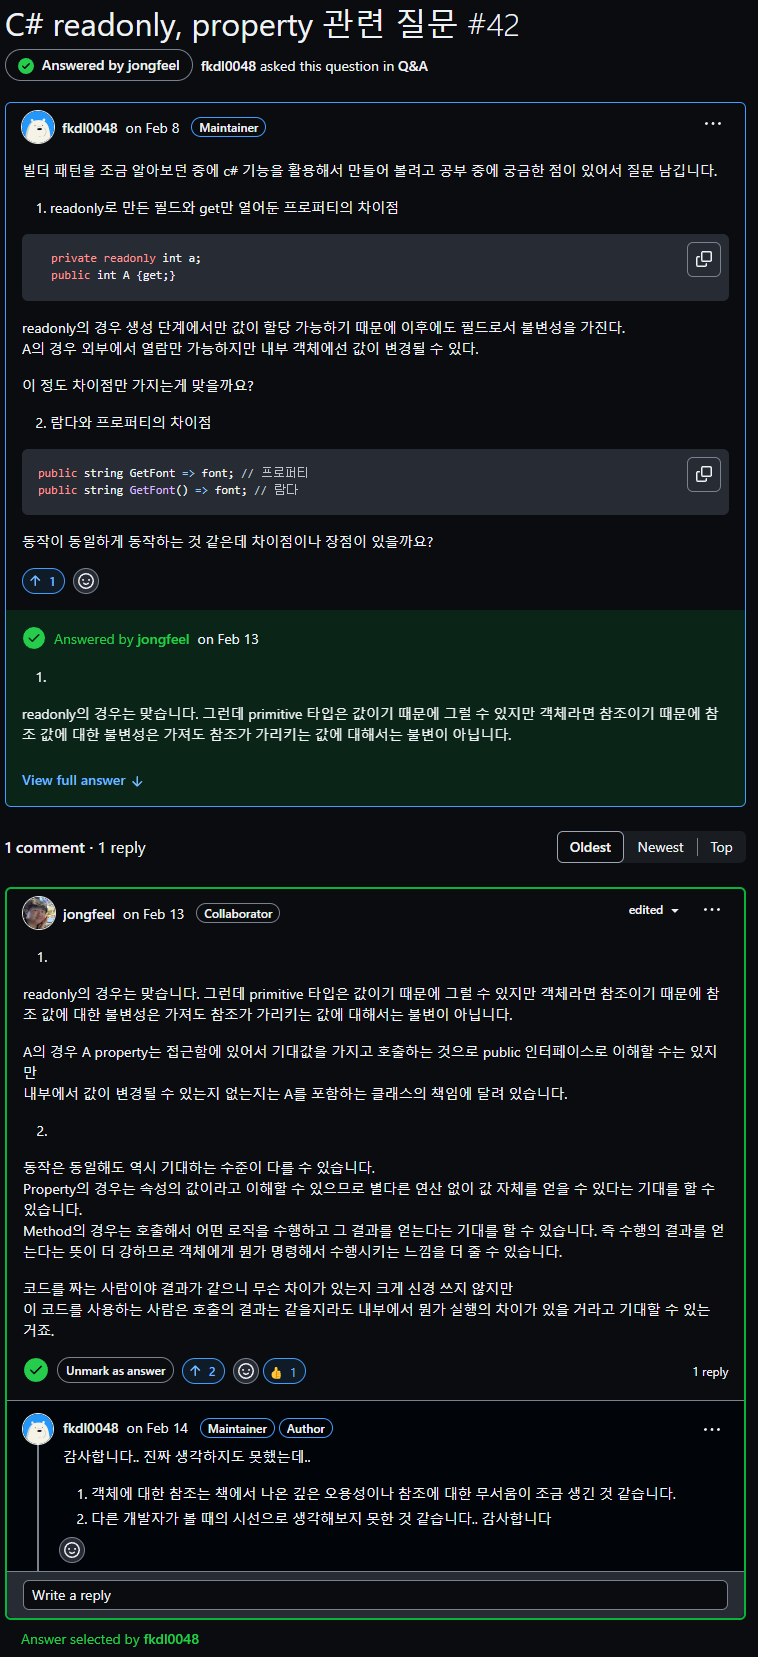 C# readonly, property 관련 질문 #42
Answered by jongfeel fkdl0048 asked this question in Q&A
fkdl0048 on Feb 8 Maintainer
빌더 패턴을 조금 알아보던 중에 c# 기능을 활용해서 만들어 볼려고 공부 중에 궁금한 점이 있어서 질문 남깁니다.
1. readonly로 만든 필드와 get만 열어둔 프로퍼티의 차이점
private readonly int a;
public int A {get;}
readonly의 경우 생성 단계에서만 값이 할당 가능하기 때문에 이후에도 필드로서 불변성을 가진다.
A의 경우 외부에서 열람만 가능하지만 내부 객체에선 값이 변경될 수 있다.
이 정도 차이점만 가지는게 맞을까요?
2. 람다와 프로퍼티의 차이점
public string GetFont => font; // 프로퍼티
public string GetFont() => font; // 람다
동작이 동일하게 동작하는 것 같은데 차이점이나 장점이 있을까요?
1
Answered by jongfeel on Feb 13
1.
readonly의 경우는 맞습니다. 그런데 primitive 타입은 값이기 때문에 그럴 수 있지만 객체라면 참조이기 때문에 참
조 값에 대한 불변성은 가져도 참조가 가리키는 값에 대해서는 불변이 아닙니다.
View full answer ↓
1 comment · 1 reply
Oldest Newest Top
jongfeel on Feb 13 Collaborator edited
1.
readonly의 경우는 맞습니다. 그런데 primitive 타입은 값이기 때문에 그럴 수 있지만 객체라면 참조이기 때문에 참
조 값에 대한 불변성은 가져도 참조가 가리키는 값에 대해서는 불변이 아닙니다.
A의 경우 A property는 접근함에 있어서 기대값을 가지고 호출하는 것으로 public 인터페이스로 이해할 수는 있지
만
내부에서 값이 변경될 수 있는지 없는지는 A를 포함하는 클래스의 책임에 달려 있습니다.
2.
동작은 동일해도 역시 기대하는 수준이 다를 수 있습니다.
Property의 경우는 속성의 값이라고 이해할 수 있으므로 별다른 연산 없이 값 자체를 얻을 수 있다는 기대를 할 수
있습니다.
Method의 경우는 호출해서 어떤 로직을 수행하고 그 결과를 얻는다는 기대를 할 수 있습니다. 즉 수행의 결과를 얻
는다는 뜻이 더 강하므로 객체에게 뭔가 명령해서 수행시키는 느낌을 더 줄 수 있습니다.
코드를 짜는 사람이야 결과가 같으니 무슨 차이가 있는지 크게 신경 쓰지 않지만
이 코드를 사용하는 사람은 호출의 결과는 같을지라도 내부에서 뭔가 실행의 차이가 있을 거라고 기대할 수 있는
거죠.
Unmark as answer 2 1 1 reply
fkdl0048 on Feb 14 Maintainer Author
감사합니다.. 진짜 생각하지도 못했는데..
1. 객체에 대한 참조는 책에서 나온 깊은 오용성이나 참조에 대한 무서움이 조금 생긴 것 같습니다.
2. 다른 개발자가 볼 때의 시선으로 생각해보지 못한 것 같습니다.. 감사합니다
Write a reply
Answer selected by fkdl0048